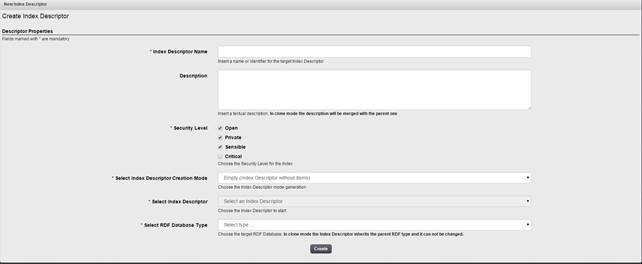 New Index Descriptor
Create Index Descriptor
Descriptor Properties
Fields marked with * are mandatory
* Index Descriptor Name
Insert a name or identifier for the target Index Descriptor
Description
Insert a textual description. In clone mode the description will be merged with the parent one
* Security Level
Open
Private
Sensible
Critical
Choose the Security Level for the Index
* Select Index Descriptor Creation Mode
Empty (Index Descriptor without Items)
Choose the Index Descriptor mode generation
* Select Index Descriptor
Select an Index Descriptor
Choose the Index Descriptor to start
* Select RDF Database Type
Select type
Choose the target RDF Database. In clone mode the Index Descriptor inherits the parent RDF type and it can not be changed.
Create